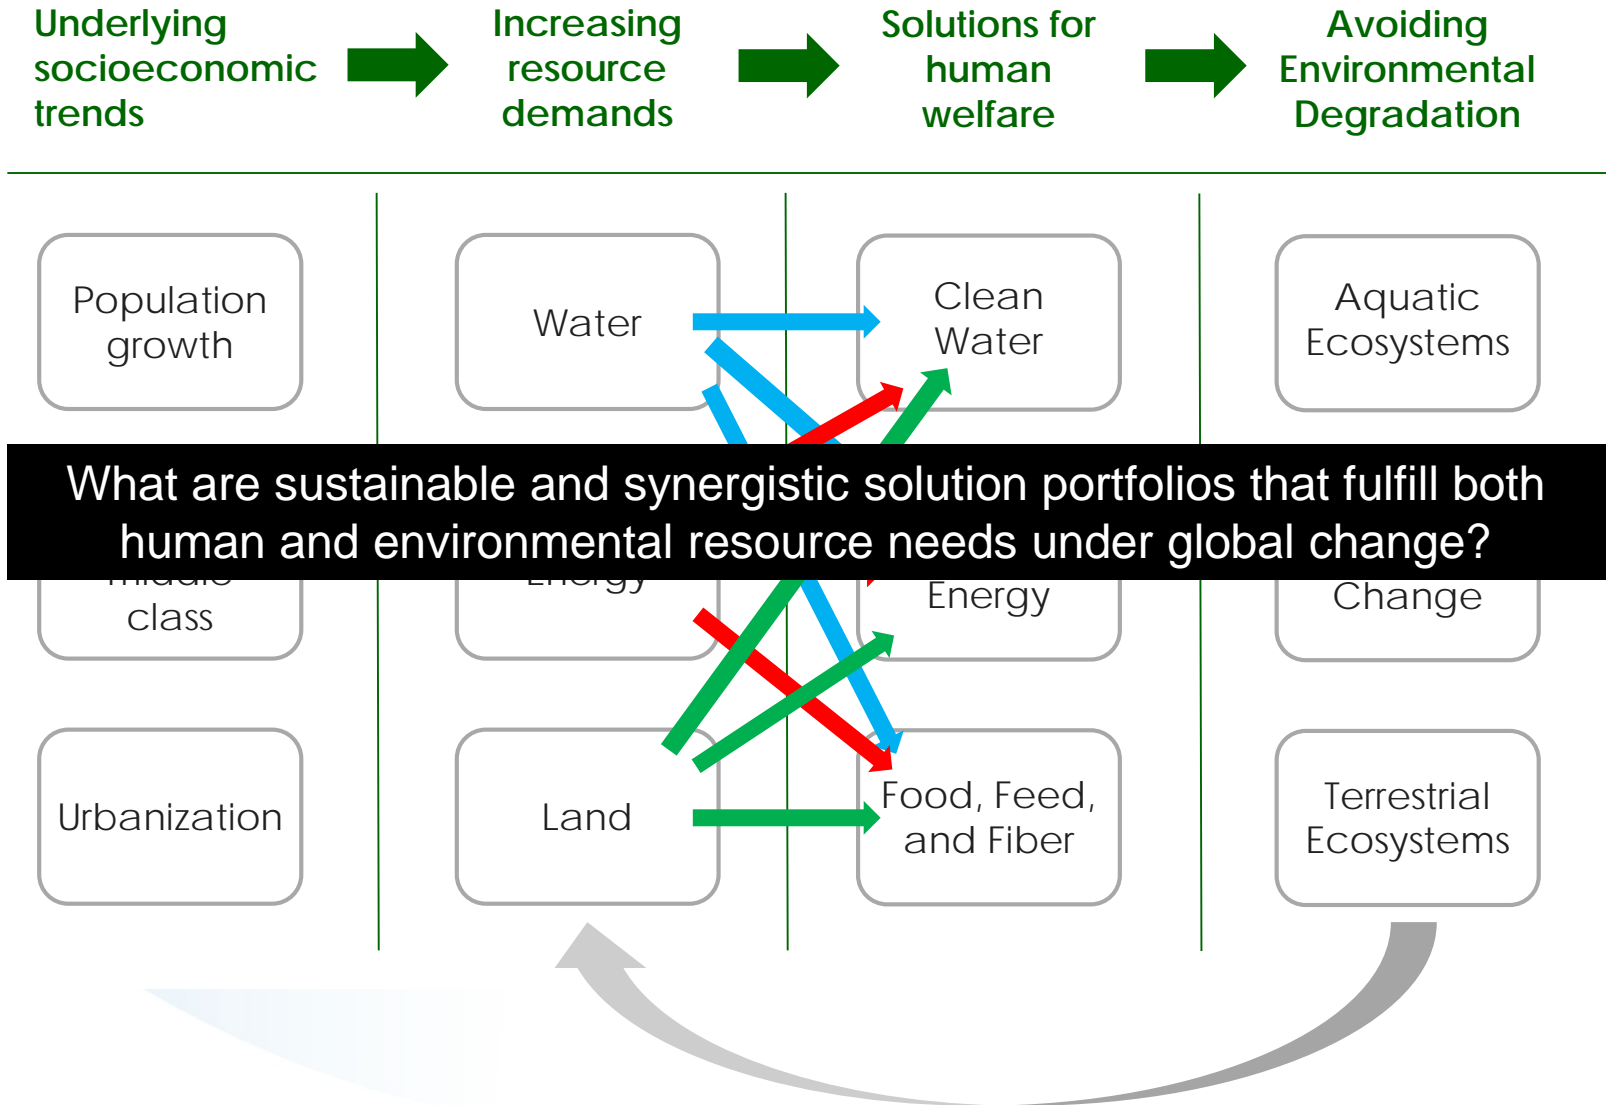 Underlying
socioeconomic
trends
Increasing
resource
demands
Solutions for
human
welfare
Avoiding
Environmental
Degradation
Population
growth
Water
Clean
Water
Aquatic
Ecosystems
What are sustainable and synergistic solution portfolios that fulfill both
human and environmental resource needs under global change?
middle
class
Energy
Energy
Change
Urbanization
Land
Food, Feed,
and Fiber
Terrestrial
Ecosystems